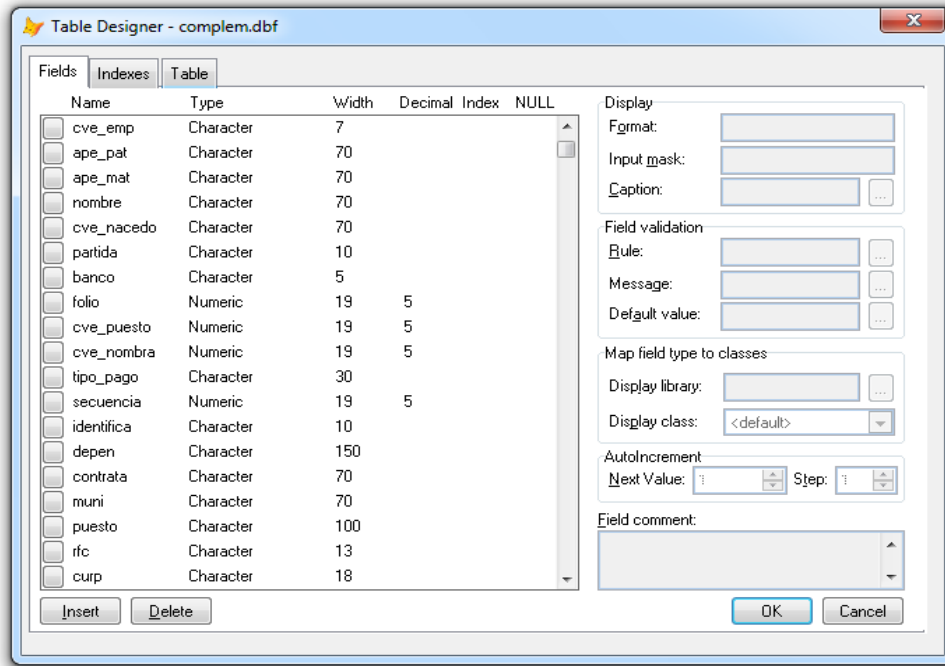 Table Designer - complem.dbf
Fields Indexes Table
Name Type Width Decimal Index NULL
cve_emp Character 7
ape_pat Character 70
ape_mat Character 70
nombre Character 70
cve_nacedo Character 70
partida Character 10
banco Character 5
folio Numeric 19 5
cve_puesto Numeric 19 5
cve_nombra Numeric 19 5
tipo_pago Character 30
secuencia Numeric 19 5
identifica Character 10
depen Character 150
contrata Character 70
muni Character 70
puesto Character 100
rfc Character 13
curp Character 18
Insert Delete
Display
Format:
Input mask:
Caption: ...
Field validation
Rule: ...
Message: ...
Default value: ...
Map field type to classes
Display library: ...
Display class: <default>
AutoIncrement
Next Value: 1 Step: 1
Field comment:
OK Cancel